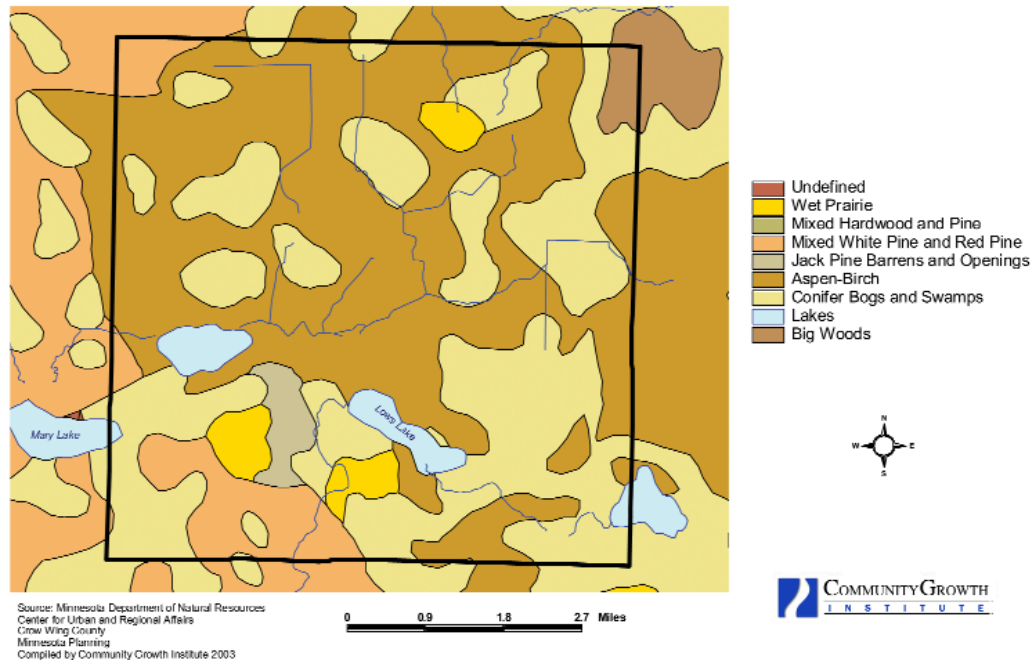 Undefined
Wet Prairie
Mixed Hardwood and Pine
Mixed White Pine and Red Pine
Jack Pine Barrens and Openings
Aspen-Birch
Conifer Bogs and Swamps
Lakes
Big Woods
Mary Lake
Lows Lake
N
W E
S
COMMUNITYGROWTH
INSTITUTE
Source: Minnesota Department of Natural Resources
Center for Urban and Regional Affairs
Crow Wing County
Minnesota Planning
Compiled by Community Growth Institute 2003
0 0.9 1.8 2.7 Miles